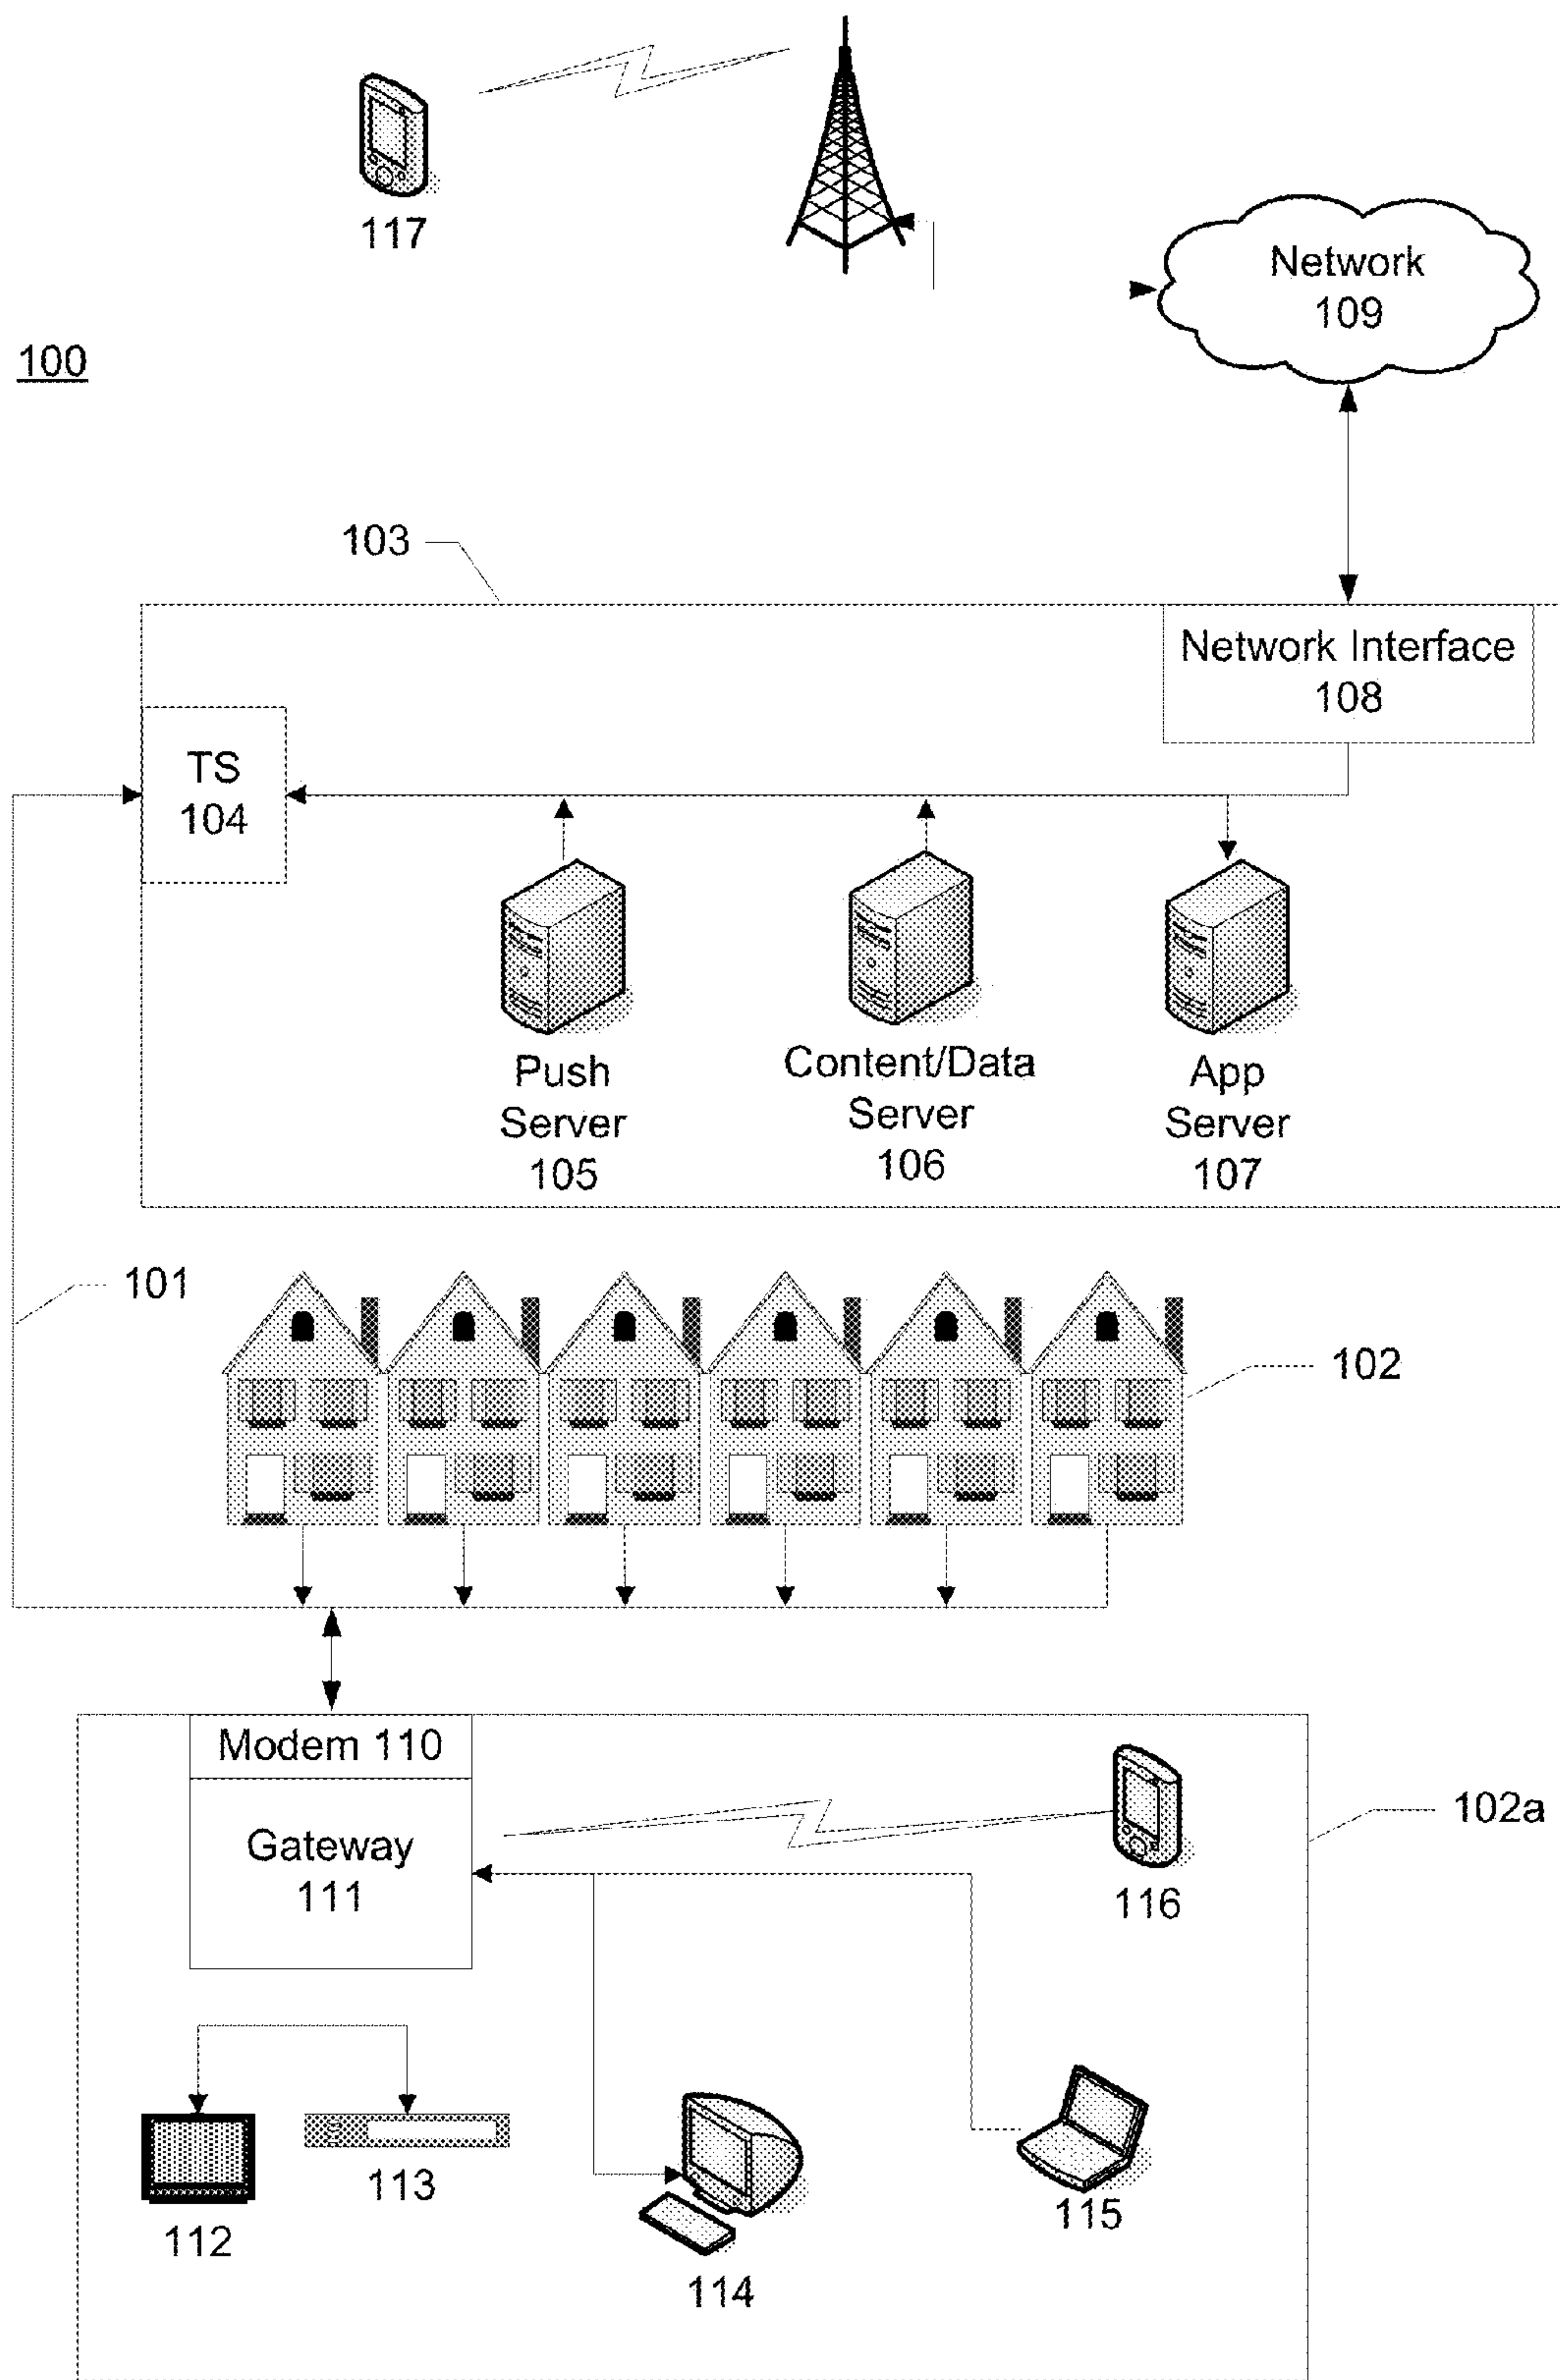 117
Network
109
100
103
Network Interface
108
TS
104
Push
Server
105
Content/Data
Server
106
App
Server
107
101
102
Modem 110
Gateway
111
116
102a
112
113
114
115